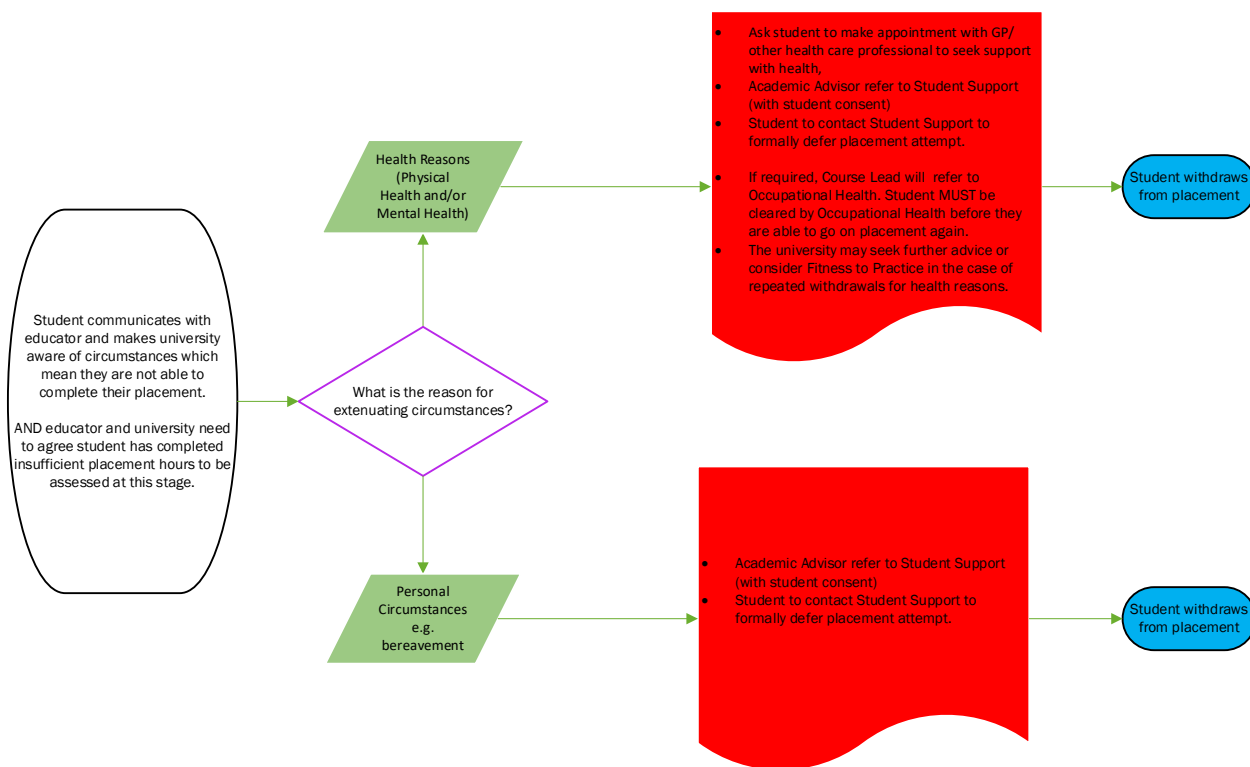 Student communicates with
educator and makes university
aware of circumstances which
mean they are not able to
complete their placement.
AND educator and university need
to agree student has completed
insufficient placement hours to be
assessed at this stage.
What is the reason for
extenuating circumstances?
Health Reasons
(Physical
Health and/or
Mental Health)
• Ask student to make appointment with GP/
other health care professional to seek support
with health,
• Academic Advisor refer to Student Support
(with student consent)
• Student to contact Student Support to
formally defer placement attempt.
• If required, Course Lead will refer to
Occupational Health. Student MUST be
cleared by Occupational Health before they
are able to go on placement again.
• The university may seek further advice or
consider Fitness to Practice in the case of
repeated withdrawals for health reasons.
Student withdraws
from placement
Personal
Circumstances
e.g.
bereavement
• Academic Advisor refer to Student Support
(with student consent)
• Student to contact Student Support to
formally defer placement attempt.
Student withdraws
from placement